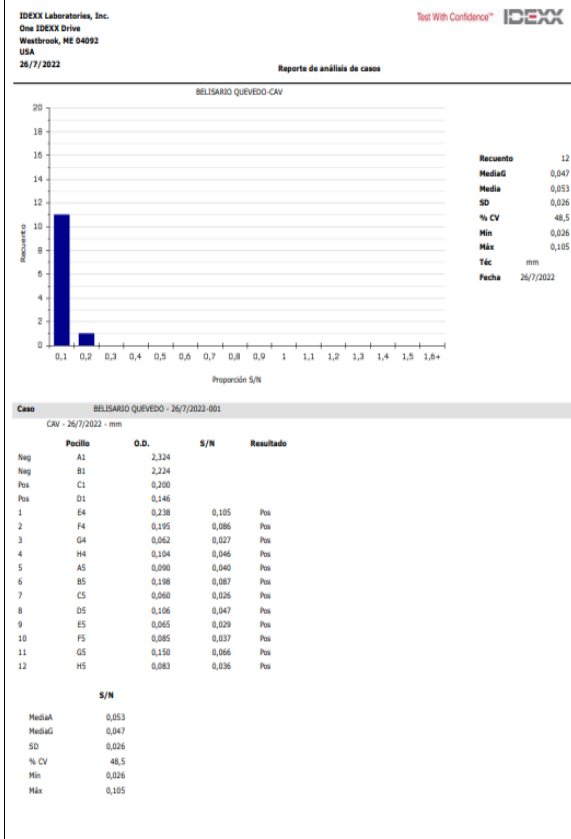 IDEXX Laboratories, Inc.
One IDEXX Drive
Westbrook, ME 04092
USA
26/7/2022
Test With Confidence™ IDEXX
Reporte de análisis de casos
BELISARIO QUEVEDO-CAV
20
18
16
14
12
10
8
6
4
2
0
Recuento
0,1 0,2 0,3 0,4 0,5 0,6 0,7 0,8 0,9 1 1,1 1,2 1,3 1,4 1,5 1,6+
Proporción S/N
Recuento 12
MediaG 0,047
Media 0,053
SD 0,026
% CV 48,5
Min 0,026
Máx 0,105
Téc mm
Fecha 26/7/2022
Caso BELISARIO QUEVEDO - 26/7/2022-001
CAV - 26/7/2022 - mm
Pocillo O.D. S/N Resultado
Neg A1 2,324
Neg B1 2,224
Pos C1 0,200
Pos D1 0,146
1 E4 0,238 0,105 Pos
2 F4 0,195 0,086 Pos
3 G4 0,062 0,027 Pos
4 H4 0,104 0,046 Pos
5 A5 0,090 0,040 Pos
6 B5 0,198 0,087 Pos
7 C5 0,060 0,026 Pos
8 D5 0,106 0,047 Pos
9 E5 0,065 0,029 Pos
10 F5 0,085 0,037 Pos
11 G5 0,150 0,066 Pos
12 H5 0,083 0,036 Pos
S/N
MediaA 0,053
MediaG 0,047
SD 0,026
% CV 48,5
Min 0,026
Máx 0,105